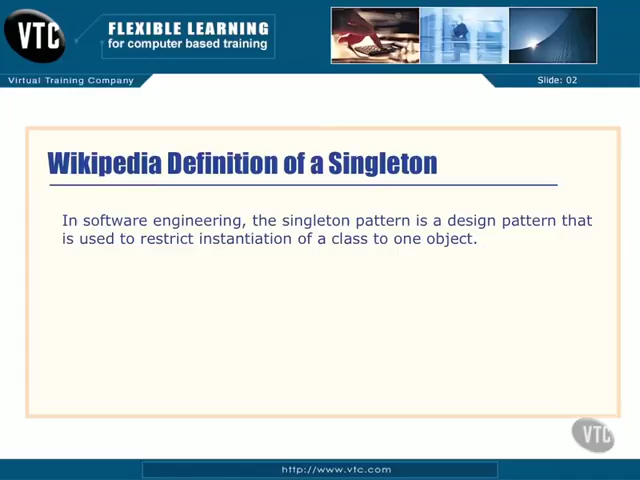 VTC
FLEXIBLE LEARNING
for computer based training
Virtual Training Company
Slide: 02
Wikipedia Definition of a Singleton
In software engineering, the singleton pattern is a design pattern that
is used to restrict instantiation of a class to one object.
VTC
http://www.vtc.com